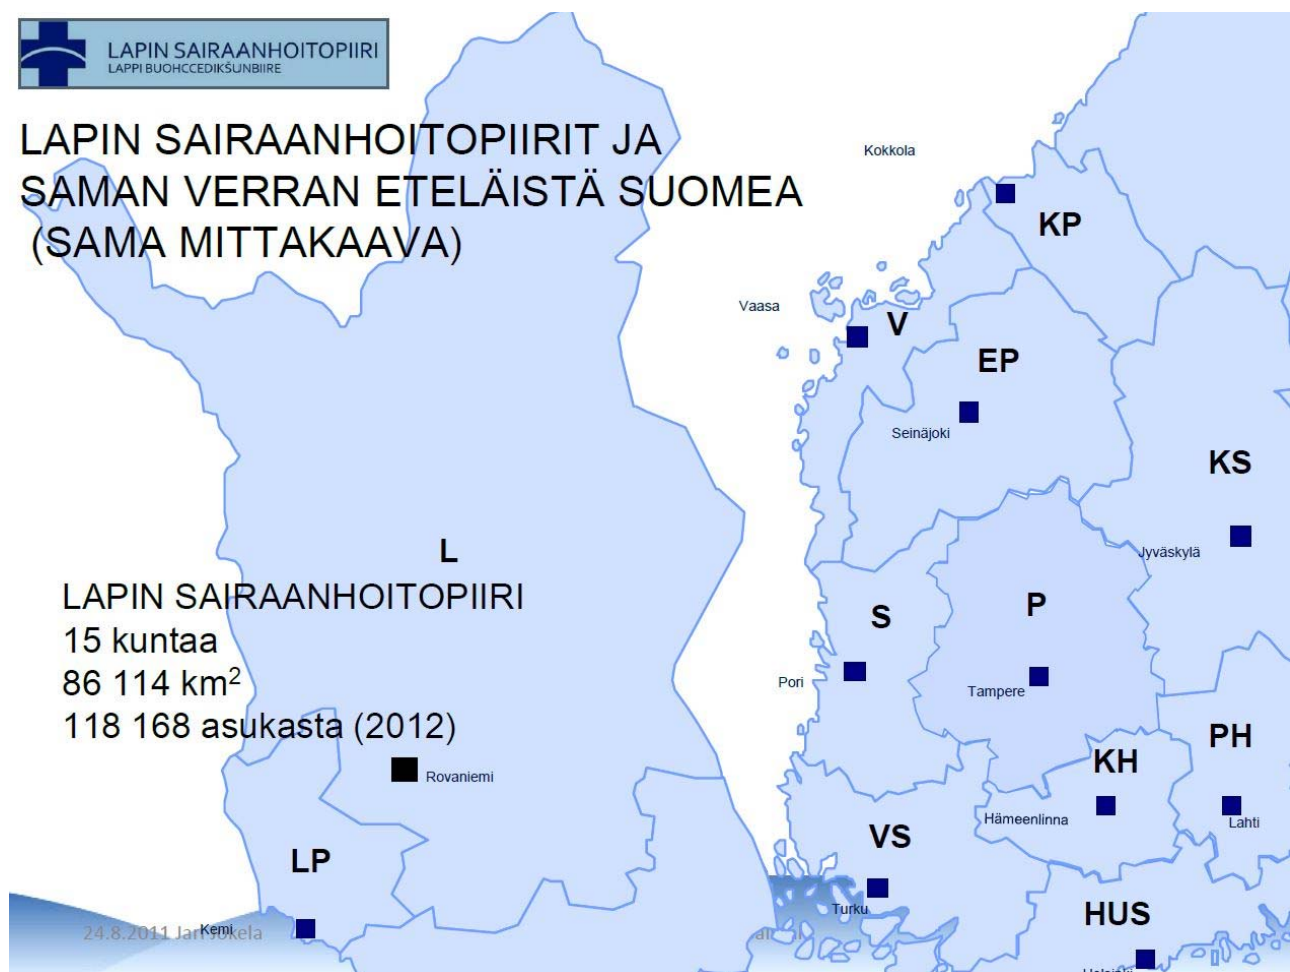 LAPIN SAIRAANHOITOPIIRI
LAPPI BUOHCCEDIKŠUNBIIRE
LAPIN SAIRAANHOITOPIIRIT JA
SAMAN VERRAN ETELÄISTÄ SUOMEA
(SAMA MITTAKAAVA)
Kokkola
KP
Vaasa
V
EP
Seinäjoki
KS
Jyväskylä
L
LAPIN SAIRAANHOITOPIIRI
15 kuntaa
86 114 km²
118 168 asukasta (2012)
S
P
Pori
Tampere
PH
KH
Rovaniemi
Hämeenlinna
Lahti
VS
LP
Turku
HUS
Kemi
24.8.2011 Jari Jokela